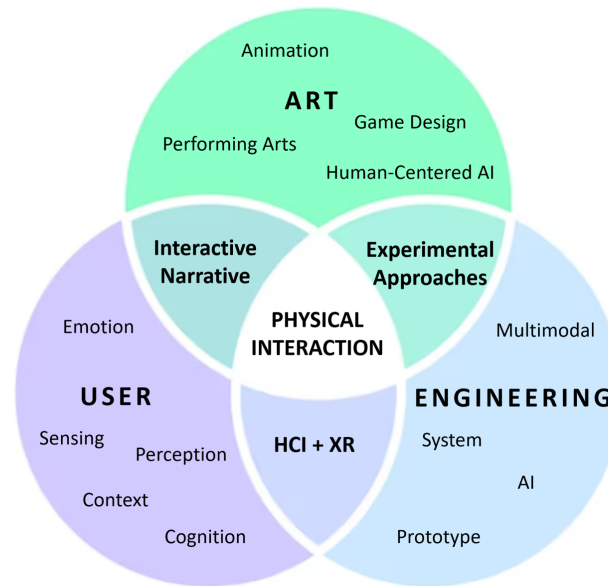 Animation
ART
Game Design
Performing Arts
Human-Centered AI
Interactive
Narrative
Experimental
Approaches
PHYSICAL
INTERACTION
Emotion
Multimodal
USER
ENGINEERING
Sensing
Perception
System
HCI + XR
Context
AI
Cognition
Prototype